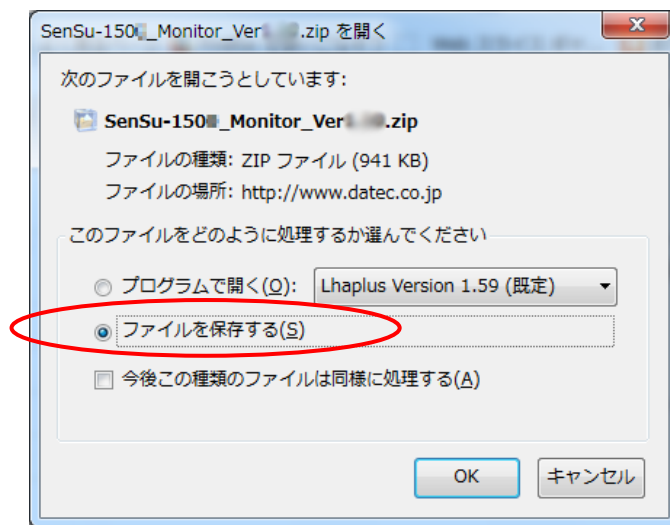 SenSu-150 _Monitor_Ver .zip を開く
次のファイルを開こうとしています:
SenSu-150 _Monitor_Ver .zip
ファイルの種類: ZIP ファイル (941 KB)
ファイルの場所: http://www.datec.co.jp
このファイルをどのように処理するか選んでください
プログラムで開く(O): Lhaplus Version 1.59 (既定)
ファイルを保存する(S)
今後この種類のファイルは同様に処理する(A)
OK キャンセル